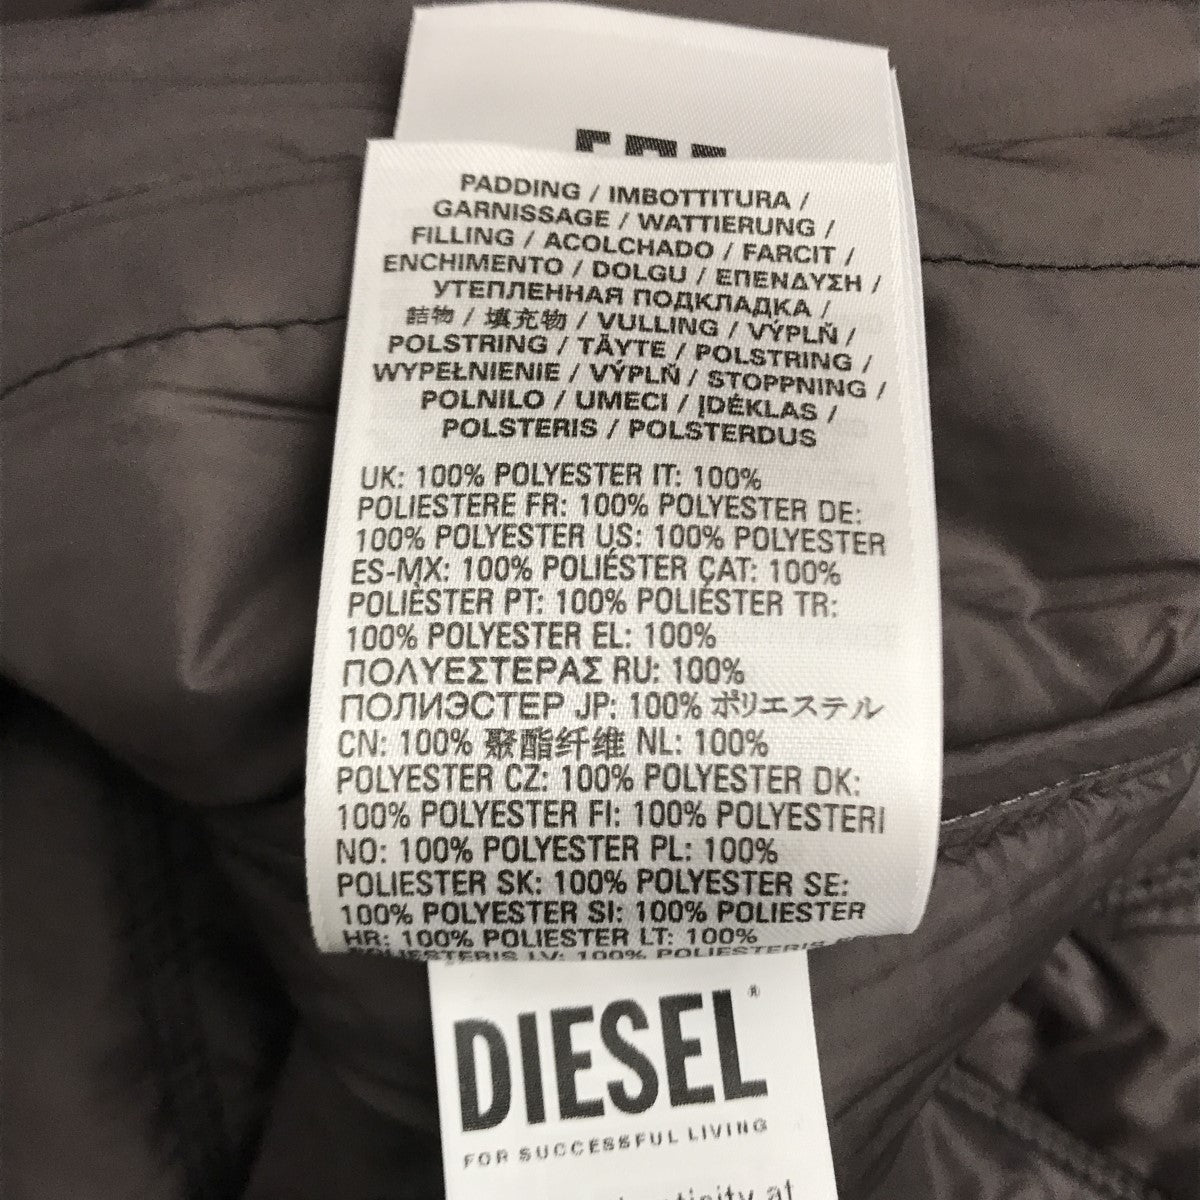 PADDING / IMBOTTITURA /
GARNISSAGE / WATTIERUNG /
FILLING / ACOLCHADO / FARCIT /
ENCHIMENTO / DOLGU / ΕΠΕΝΔΥΣΗ /
УТЕПЛЕННАЯ ПОДКЛАДКА /
詰物 / 填充物 / VULLING / VÝPLŇ /
POLSTRING / TÄYTE / POLSTRING /
WYPEŁNIENIE / VÝPLŇ / STOPPNING /
POLNILO / UMECI / ĮDĖKLAS /
POLSTERIS / POLSTERDUS
UK: 100% POLYESTER IT: 100%
POLIESTERE FR: 100% POLYESTER DE:
100% POLYESTER US: 100% POLYESTER
ES-MX: 100% POLIÉSTER CAT: 100%
POLIÈSTER PT: 100% POLIÉSTER TR:
100% POLYESTER EL: 100%
ΠΟΛΥΕΣΤΕΡΑΣ RU: 100%
ПОЛИЭСТЕР JP: 100% ポリエステル
CN: 100% 聚酯纤维 NL: 100%
POLYESTER CZ: 100% POLYESTER DK:
100% POLYESTER FI: 100% POLYESTERI
NO: 100% POLYESTER PL: 100%
POLIESTER SK: 100% POLYESTER SE:
100% POLYESTER SI: 100% POLIESTER
HR: 100% POLIESTER LT: 100%
POLIESTERIS LV: 100% POLIESTERIS
DIESEL®
FOR SUCCESSFUL LIVING
at